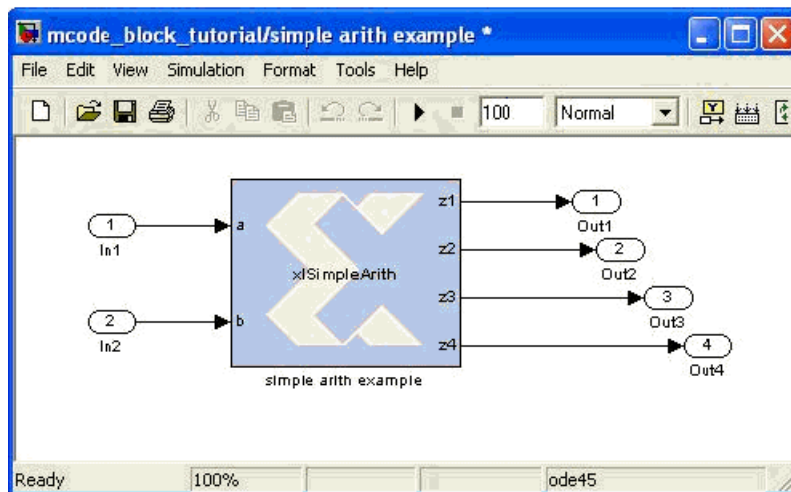 mcode_block_tutorial/simple arith example *
File Edit View Simulation Format Tools Help
100 Normal
1
In1
2
In2
a
b
xlSimpleArith
z1
z2
z3
z4
simple arith example
1
Out1
2
Out2
3
Out3
4
Out4
Ready 100% ode45